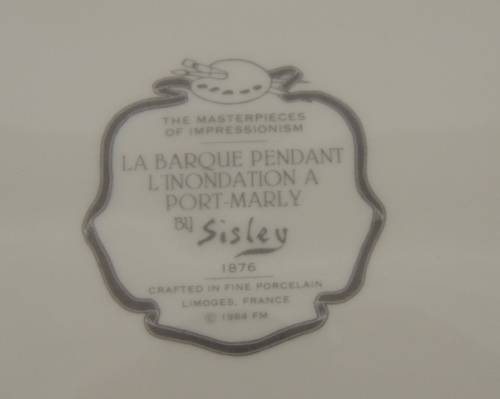 THE MASTERPIECES
OF IMPRESSIONISM
LA BARQUE PENDANT
L'INONDATION A
PORT-MARLY
By Sisley
1876
CRAFTED IN FINE PORCELAIN
LIMOGES, FRANCE
© 1984 FM